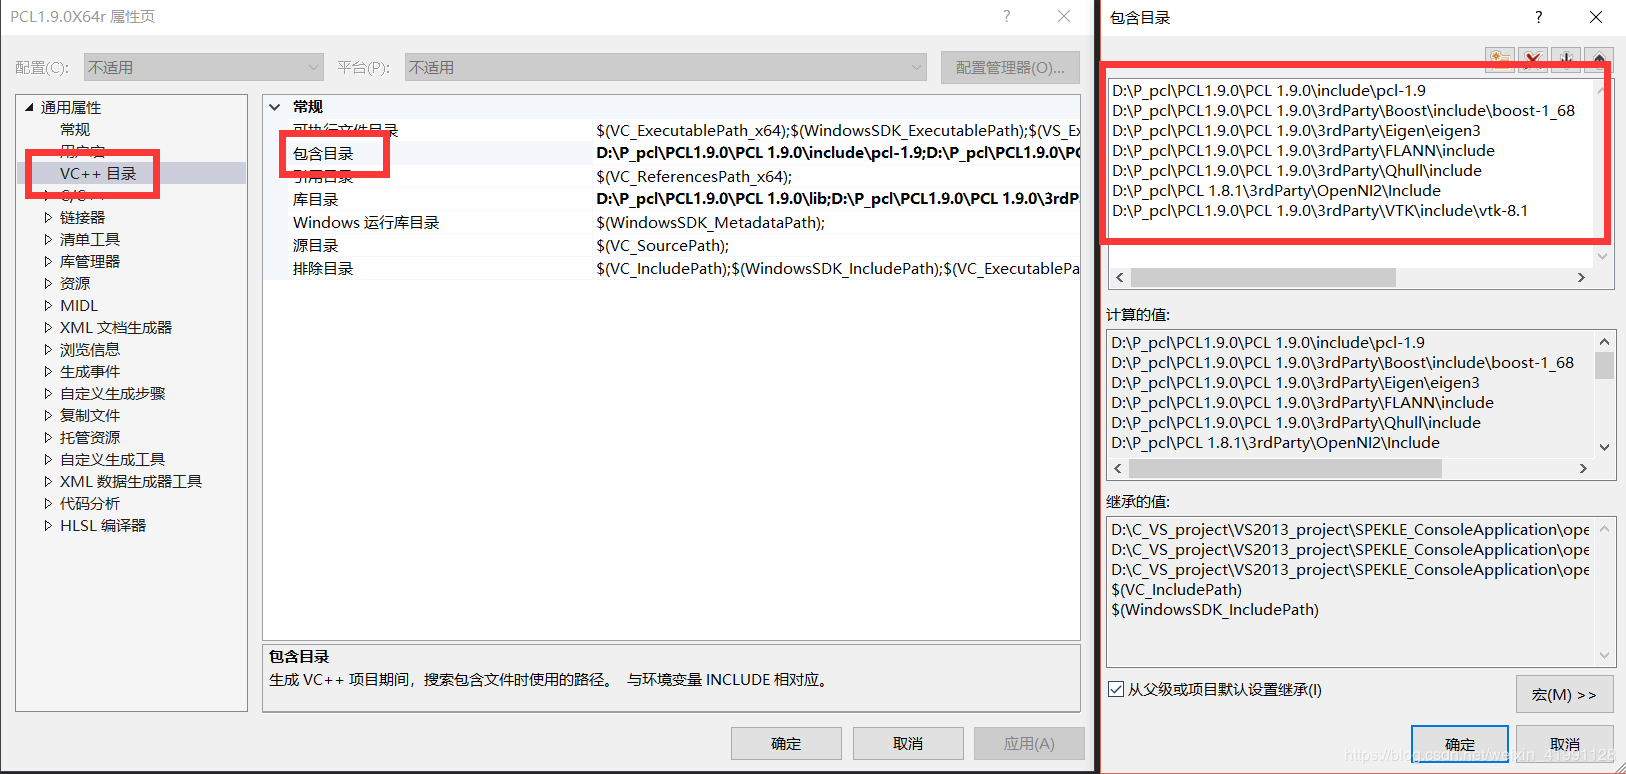 PCL1.9.0X64r 属性页
配置(C):
不适用
平台(P):
不适用
配置管理器(O)...
通用属性
常规
用户宏
VC++ 目录
C/C++
链接器
清单工具
库管理器
资源
MIDL
XML 文档生成器
浏览信息
生成事件
自定义生成步骤
复制文件
托管资源
自定义生成工具
XML 数据生成器工具
代码分析
HLSL 编译器
常规
可执行文件目录 $(VC_ExecutablePath_x64);$(WindowsSDK_ExecutablePath);$(VS_Ex
包含目录 D:\P_pcl\PCL1.9.0\PCL 1.9.0\include\pcl-1.9;D:\P_pcl\PCL1.9.0\PC
引用目录 $(VC_ReferencesPath_x64);
库目录 D:\P_pcl\PCL1.9.0\PCL 1.9.0\lib;D:\P_pcl\PCL1.9.0\PCL 1.9.0\3rdP
Windows 运行库目录 $(WindowsSDK_MetadataPath);
源目录 $(VC_SourcePath);
排除目录 $(VC_IncludePath);$(WindowsSDK_IncludePath);$(VC_ExecutablePa
包含目录
生成 VC++ 项目期间，搜索包含文件时使用的路径。 与环境变量 INCLUDE 相对应。
确定
取消
应用(A)
包含目录
D:\P_pcl\PCL1.9.0\PCL 1.9.0\include\pcl-1.9
D:\P_pcl\PCL1.9.0\PCL 1.9.0\3rdParty\Boost\include\boost-1_68
D:\P_pcl\PCL1.9.0\PCL 1.9.0\3rdParty\Eigen\eigen3
D:\P_pcl\PCL1.9.0\PCL 1.9.0\3rdParty\FLANN\include
D:\P_pcl\PCL1.9.0\PCL 1.9.0\3rdParty\Qhull\include
D:\P_pcl\PCL 1.8.1\3rdParty\OpenNI2\Include
D:\P_pcl\PCL1.9.0\PCL 1.9.0\3rdParty\VTK\include\vtk-8.1
计算的值:
D:\P_pcl\PCL1.9.0\PCL 1.9.0\include\pcl-1.9
D:\P_pcl\PCL1.9.0\PCL 1.9.0\3rdParty\Boost\include\boost-1_68
D:\P_pcl\PCL1.9.0\PCL 1.9.0\3rdParty\Eigen\eigen3
D:\P_pcl\PCL1.9.0\PCL 1.9.0\3rdParty\FLANN\include
D:\P_pcl\PCL1.9.0\PCL 1.9.0\3rdParty\Qhull\include
D:\P_pcl\PCL 1.8.1\3rdParty\OpenNI2\Include
继承的值:
D:\C_VS_project\VS2013_project\SPEKLE_ConsoleApplication\ope
D:\C_VS_project\VS2013_project\SPEKLE_ConsoleApplication\ope
D:\C_VS_project\VS2013_project\SPEKLE_ConsoleApplication\ope
$(VC_IncludePath)
$(WindowsSDK_IncludePath)
从父级或项目默认设置继承(I)
宏(M) >>
确定
取消
https://blog.csdn.net/weixin_41991128